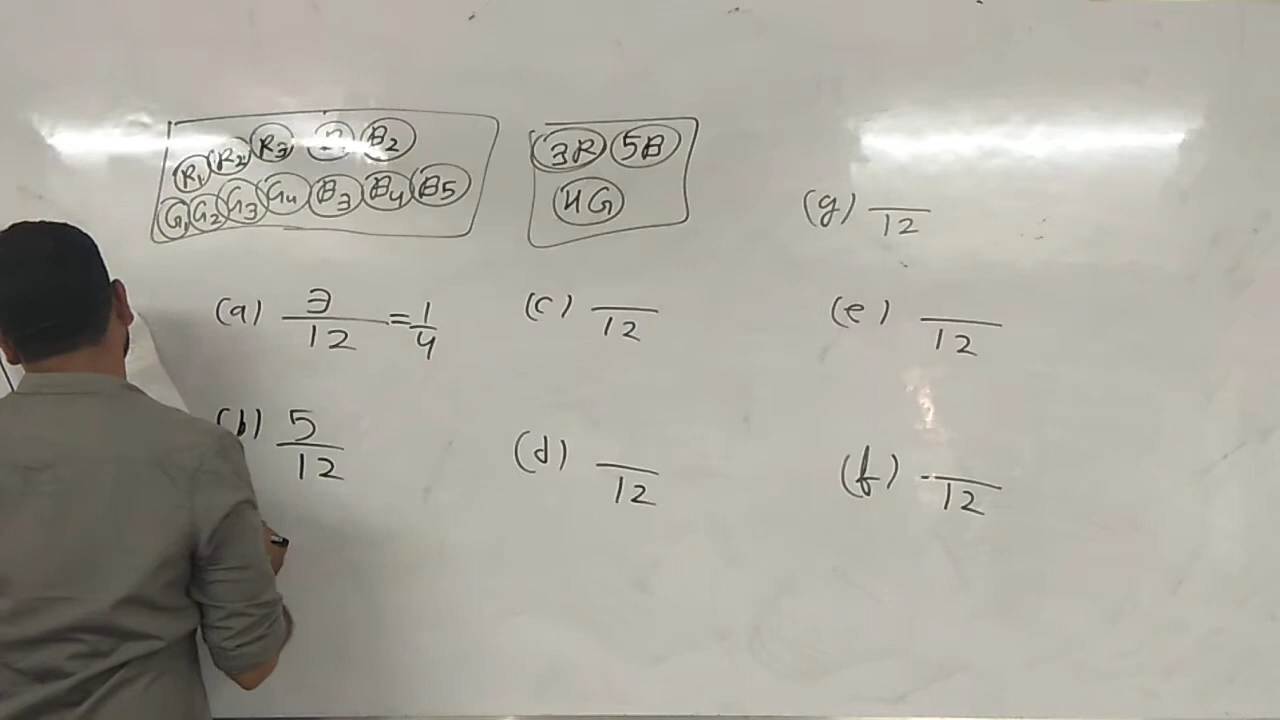 R1 R2 R3 B2
G1 G2 G3 G4 B3 B4 B5
3R 5B
4G
(g) /12
(a) 3/12 = 1/4
(c) /12
(e) /12
(b) 5/12
(d) /12
(f) /12